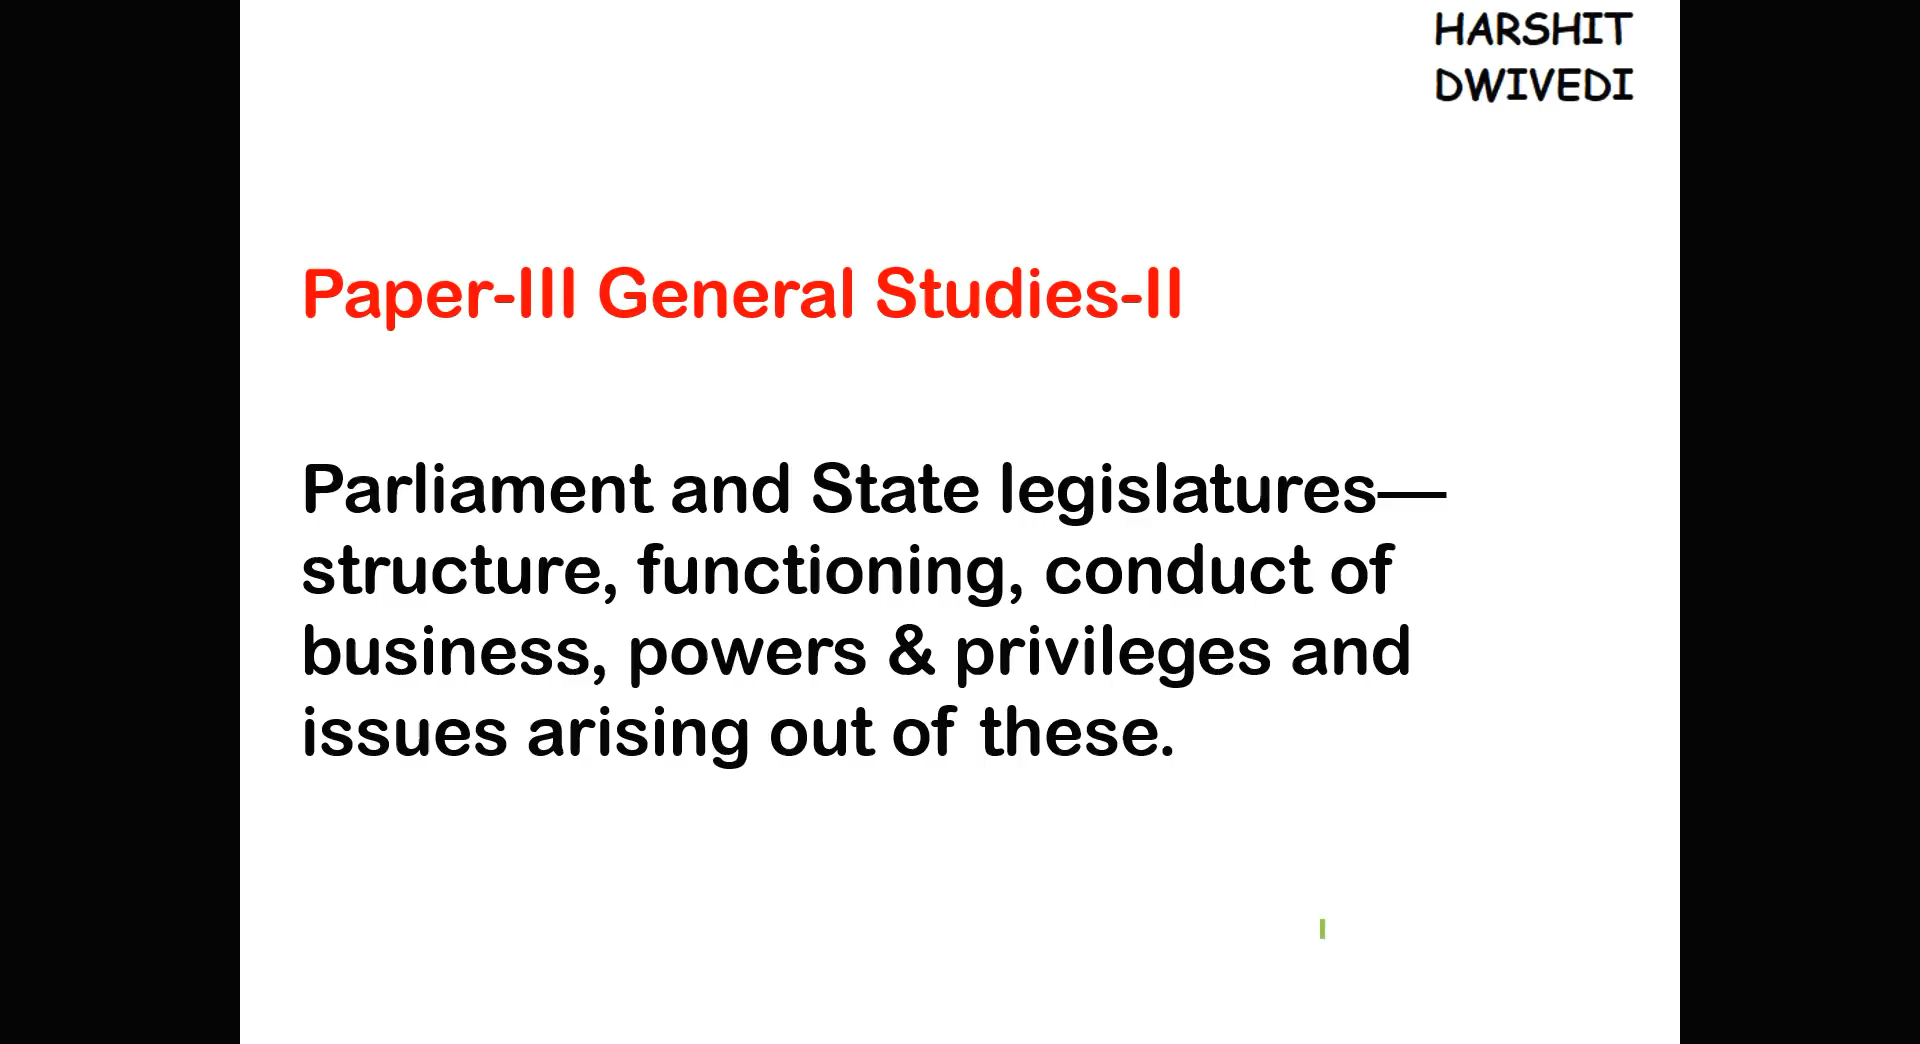 HARSHIT
DWIVEDI
Paper-III General Studies-II
Parliament and State legislatures—
structure, functioning, conduct of
business, powers & privileges and
issues arising out of these.